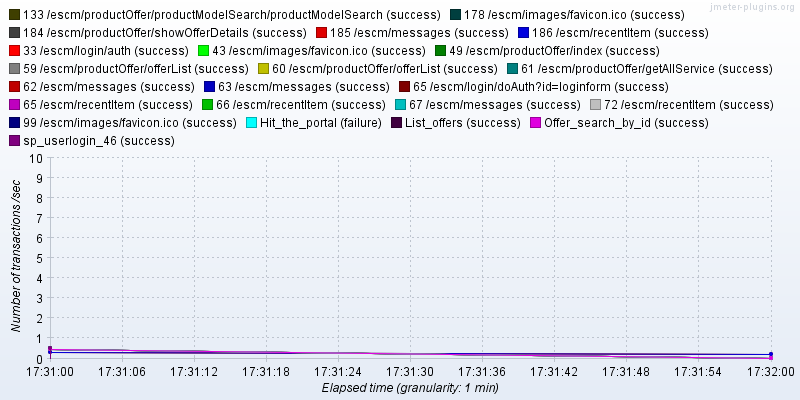 jmeter-plugins.org
133 /escm/productOffer/productModelSearch/productModelSearch (success) 178 /escm/images/favicon.ico (success)
184 /escm/productOffer/showOfferDetails (success) 185 /escm/messages (success) 186 /escm/recentItem (success)
33 /escm/login/auth (success) 43 /escm/images/favicon.ico (success) 49 /escm/productOffer/index (success)
59 /escm/productOffer/offerList (success) 60 /escm/productOffer/offerList (success) 61 /escm/productOffer/getAllService (success)
62 /escm/messages (success) 63 /escm/messages (success) 65 /escm/login/doAuth?id=loginform (success)
65 /escm/recentItem (success) 66 /escm/recentItem (success) 67 /escm/messages (success) 72 /escm/recentItem (success)
99 /escm/images/favicon.ico (success) Hit_the_portal (failure) List_offers (success) Offer_search_by_id (success)
sp_userlogin_46 (success)
Number of transactions /sec
10
9
8
7
6
5
4
3
2
1
0
17:31:00 17:31:06 17:31:12 17:31:18 17:31:24 17:31:30 17:31:36 17:31:42 17:31:48 17:31:54 17:32:00
Elapsed time (granularity: 1 min)